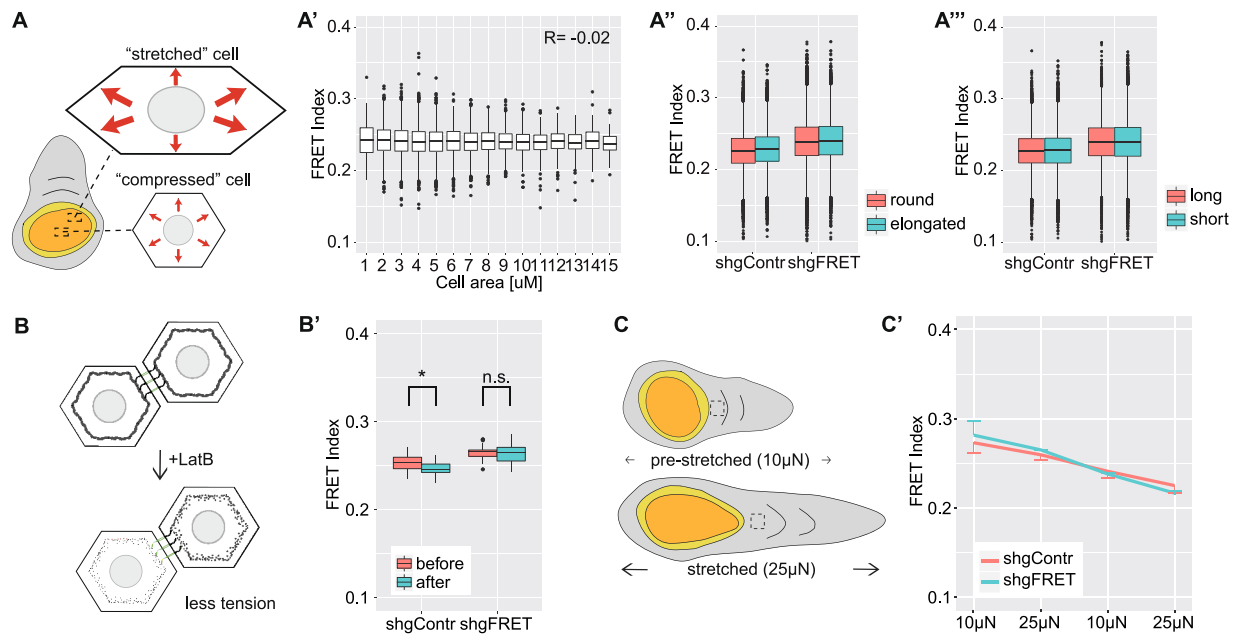 A
“stretched” cell
“compressed” cell
A’
R= -0.02
FRET Index
0.4
0.3
0.2
0.1
1 2 3 4 5 6 7 8 9 10 11 12 13 14 15
Cell area [uM]
A’’
FRET Index
0.4
0.3
0.2
0.1
shgContr shgFRET
round
elongated
A’’’
FRET Index
0.4
0.3
0.2
0.1
shgContr shgFRET
long
short
B
+LatB
less tension
B’
FRET Index
0.4
0.3
0.2
0.1
*
n.s.
before
after
shgContr shgFRET
C
pre-stretched (10µN)
stretched (25µN)
C’
FRET Index
0.4
0.3
0.2
0.1
shgContr
shgFRET
10µN 25µN 10µN 25µN